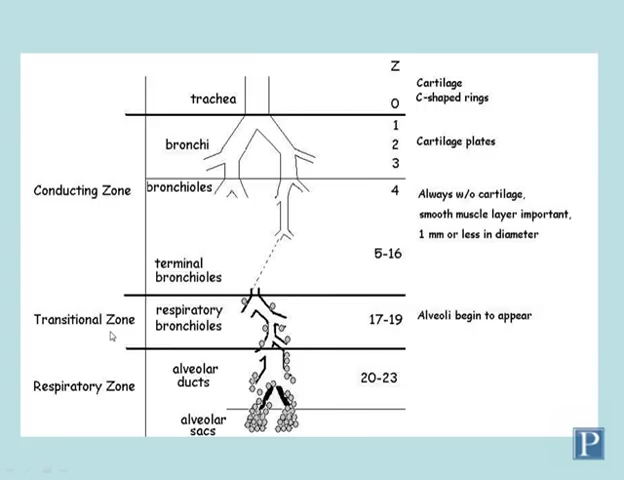 Z
Cartilage
C-shaped rings
trachea
0
1
bronchi
2
Cartilage plates
3
Conducting Zone
bronchioles
4
Always w/o cartilage,
smooth muscle layer important,
1 mm or less in diameter
5-16
terminal
bronchioles
Transitional Zone
respiratory
bronchioles
17-19
Alveoli begin to appear
Respiratory Zone
alveolar
ducts
20-23
alveolar
sacs
P